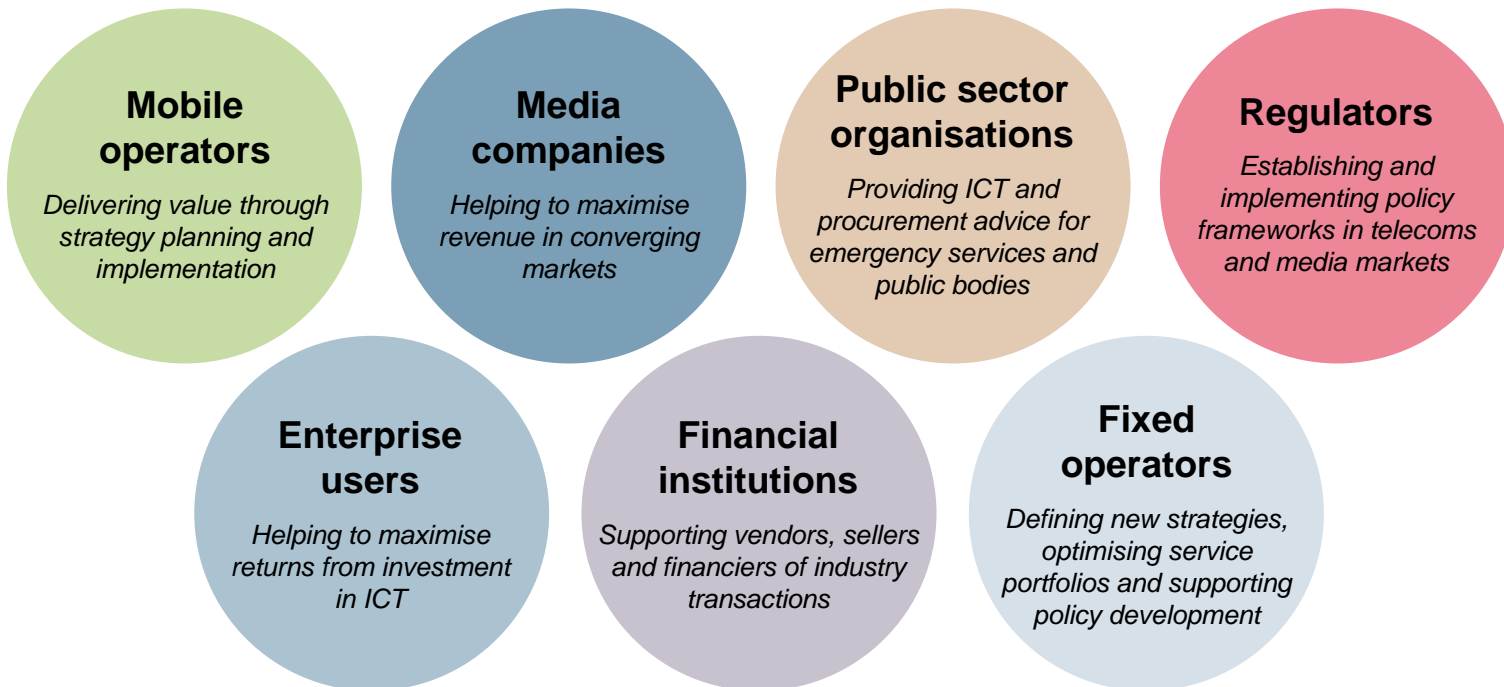 Mobile
operators
Delivering value through
strategy planning and
implementation
Media
companies
Helping to maximise
revenue in converging
markets
Public sector
organisations
Providing ICT and
procurement advice for
emergency services and
public bodies
Regulators
Establishing and
implementing policy
frameworks in telecoms
and media markets
Enterprise
users
Helping to maximise
returns from investment
in ICT
Financial
institutions
Supporting vendors, sellers
and financiers of industry
transactions
Fixed
operators
Defining new strategies,
optimising service
portfolios and supporting
policy development